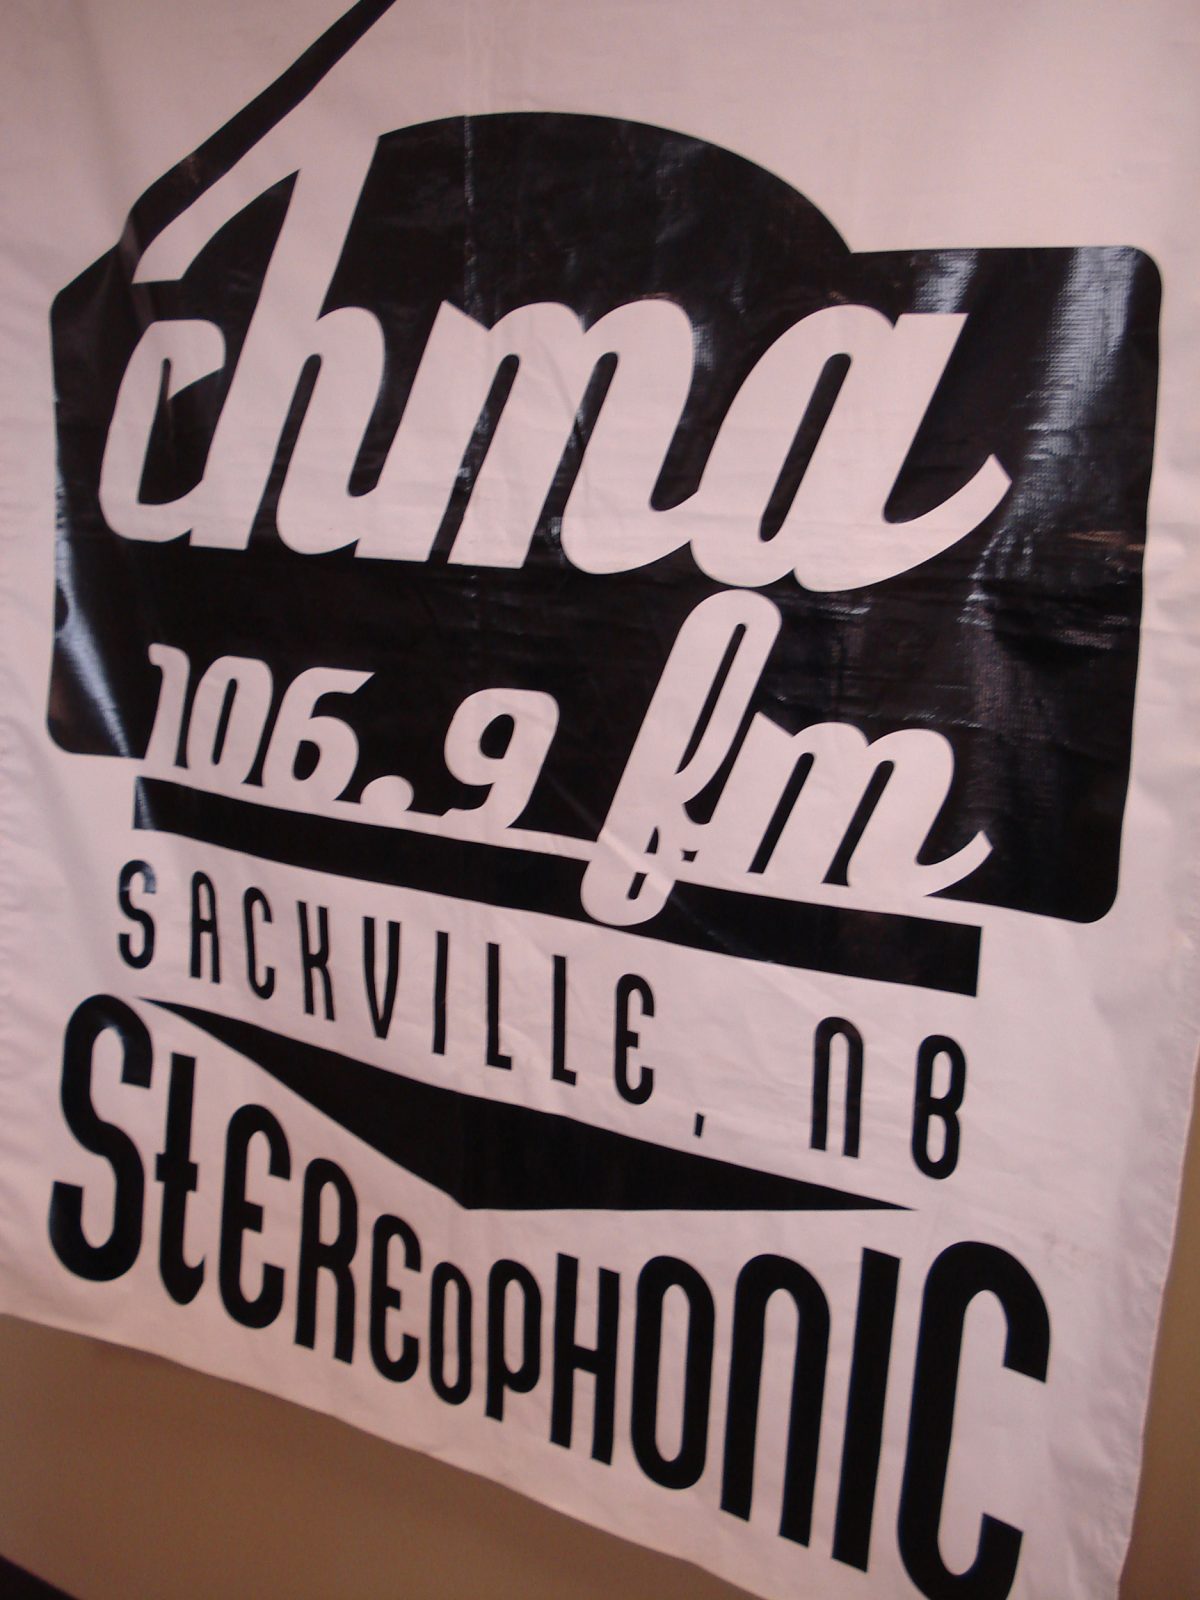 chma
106.9 fm
SACKVILLE, NB
StEREOPHONIC